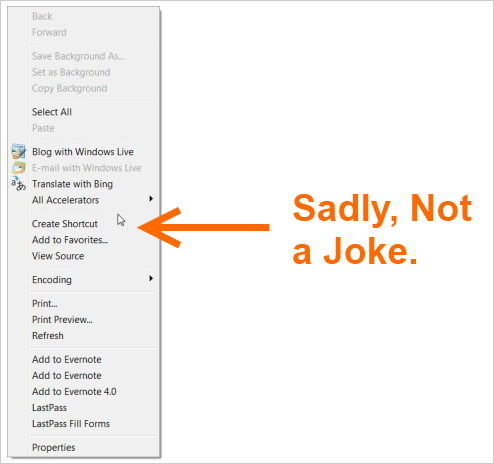 Back
Forward
Save Background As...
Set as Background
Copy Background
Select All
Paste
Blog with Windows Live
E-mail with Windows Live
Translate with Bing
All Accelerators
Create Shortcut
Add to Favorites...
View Source
Encoding
Print...
Print Preview...
Refresh
Add to Evernote
Add to Evernote
Add to Evernote 4.0
LastPass
LastPass Fill Forms
Properties
Sadly, Not
a Joke.